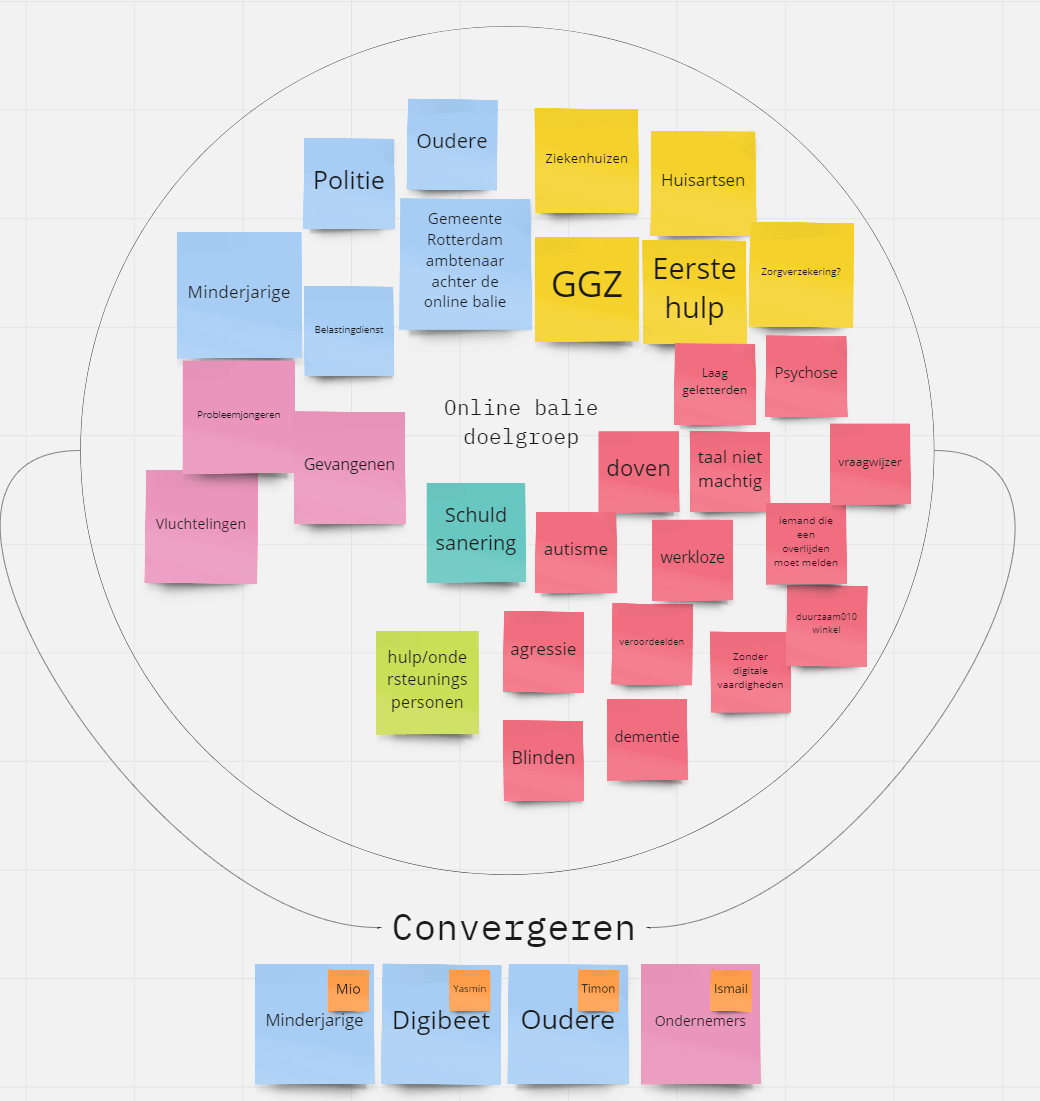 Oudere
Politie
Ziekenhuizen
Huisartsen
Gemeente
Rotterdam
ambtenaar
achter de
online balie
Minderjarige
Belastingdienst
GGZ
Eerste
hulp
Zorgverzekering?
Probleemjongeren
Gevangenen
Vluchtelingen
Online balie
doelgroep
Laag
geletterden
Psychose
doven
taal niet
machtig
vraagwijzer
Schuld
sanering
autisme
werkloze
iemand die
een
overlijden
moet melden
duurzaam010
winkel
hulp/onde
rsteunings
personen
agressie
veroordeelden
Zonder
digitale
vaardigheden
Blinden
dementie
Convergeren
Mio
Minderjarige
Yasmin
Digibeet
Timon
Oudere
Ismail
Ondernemers